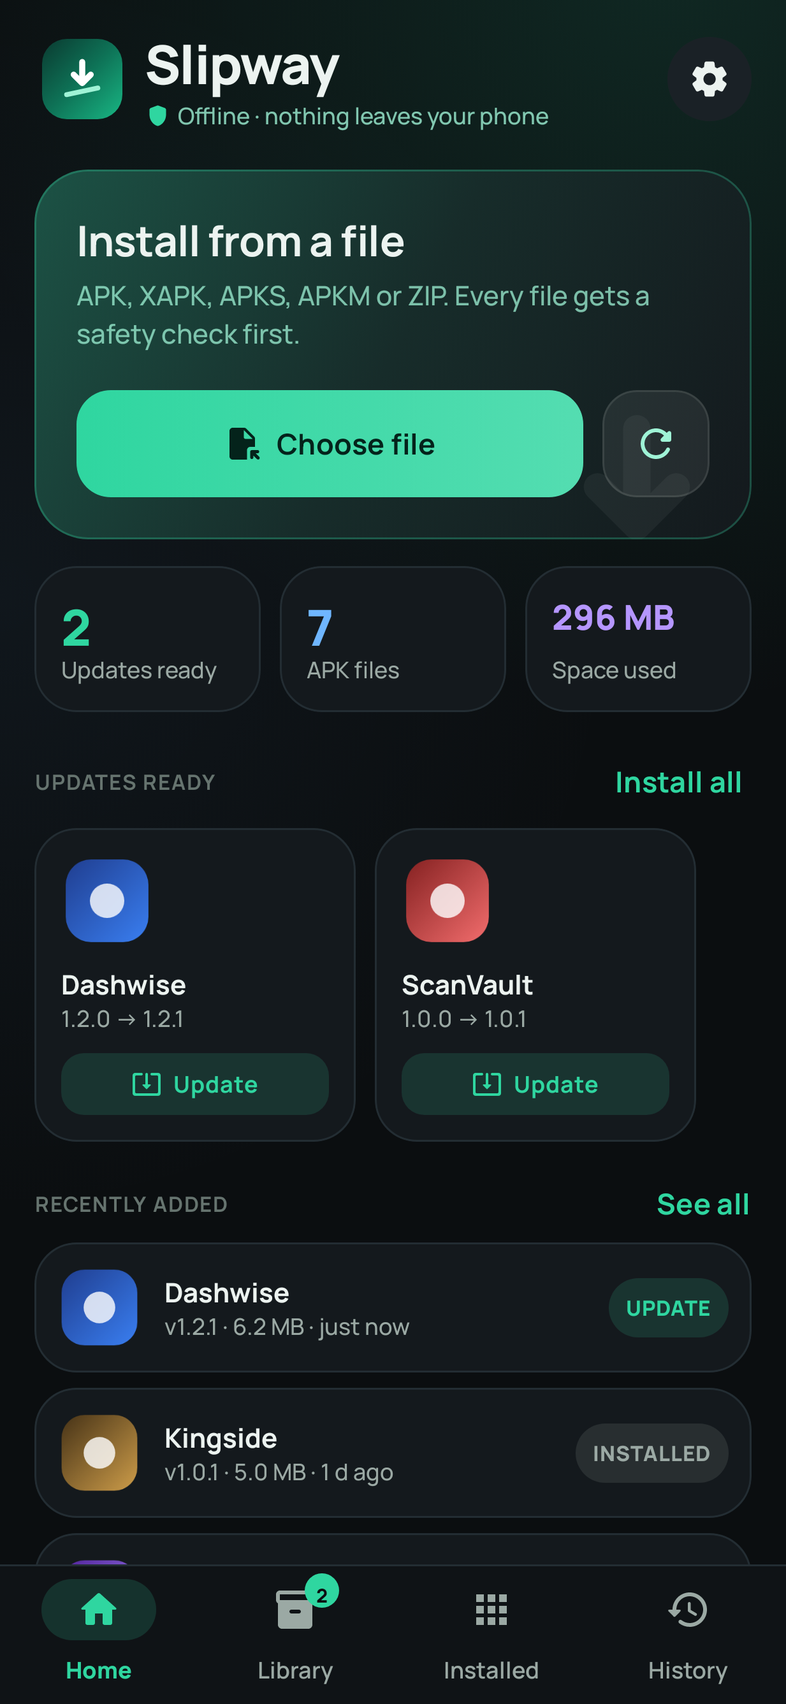 Slipway
Offline · nothing leaves your phone
Install from a file
APK, XAPK, APKS, APKM or ZIP. Every file gets a
safety check first.
Choose file
2
Updates ready
7
APK files
296 MB
Space used
UPDATES READY
Install all
Dashwise
1.2.0 → 1.2.1
Update
ScanVault
1.0.0 → 1.0.1
Update
RECENTLY ADDED
See all
Dashwise
v1.2.1 · 6.2 MB · just now
UPDATE
Kingside
v1.0.1 · 5.0 MB · 1 d ago
INSTALLED
2
Home
Library
Installed
History